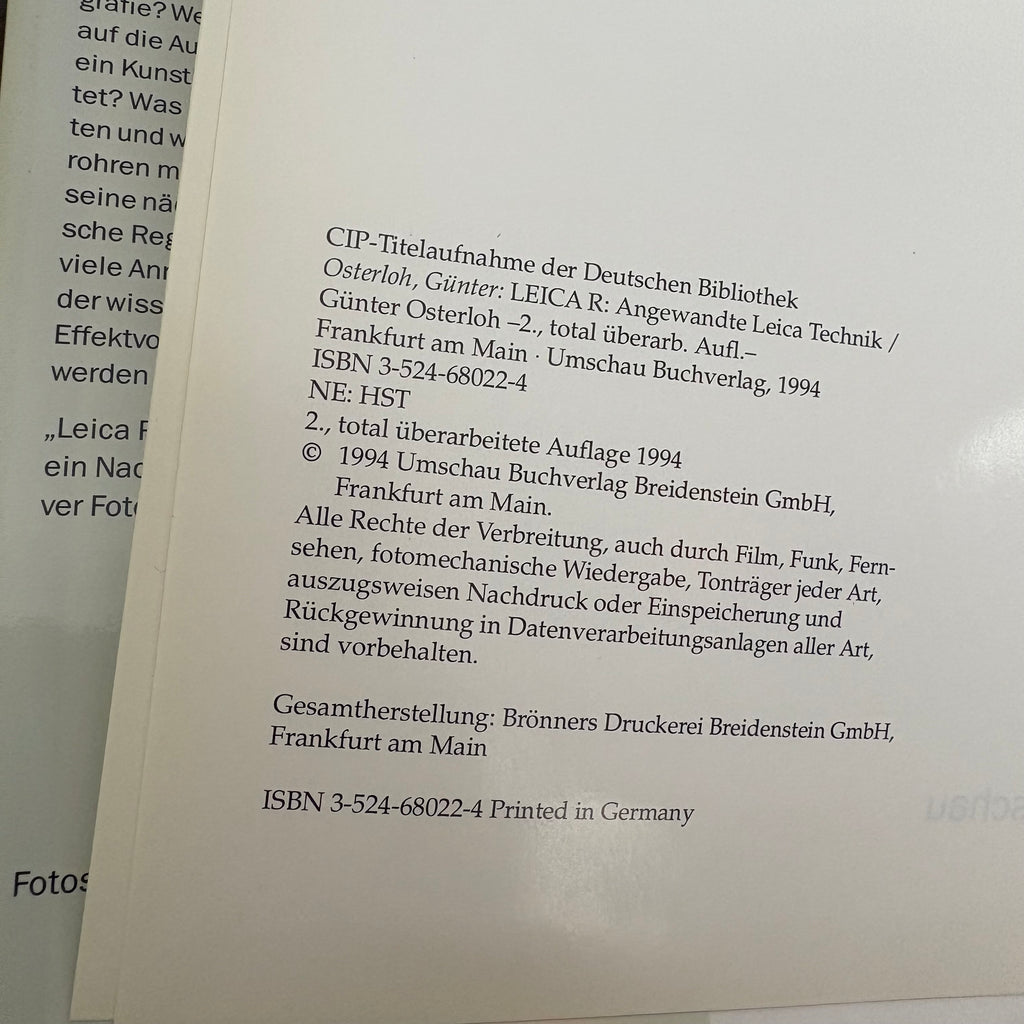 auf die Au
ein Kunst
tet? Was
ten und w
rohren m
seine nä
sche Reg
viele Ann
der wiss
Effektvo
werden
„Leica R
ein Nac
ver Foto
Fotos
CIP-Titelaufnahme der Deutschen Bibliothek
Osterloh, Günter: LEICA R: Angewandte Leica Technik /
Günter Osterloh –2., total überarb. Aufl.–
Frankfurt am Main · Umschau Buchverlag, 1994
ISBN 3-524-68022-4
NE: HST
2., total überarbeitete Auflage 1994
© 1994 Umschau Buchverlag Breidenstein GmbH,
Frankfurt am Main.
Alle Rechte der Verbreitung, auch durch Film, Funk, Fern-
sehen, fotomechanische Wiedergabe, Tonträger jeder Art,
auszugsweisen Nachdruck oder Einspeicherung und
Rückgewinnung in Datenverarbeitungsanlagen aller Art,
sind vorbehalten.
Gesamtherstellung: Brönners Druckerei Breidenstein GmbH,
Frankfurt am Main
ISBN 3-524-68022-4 Printed in Germany